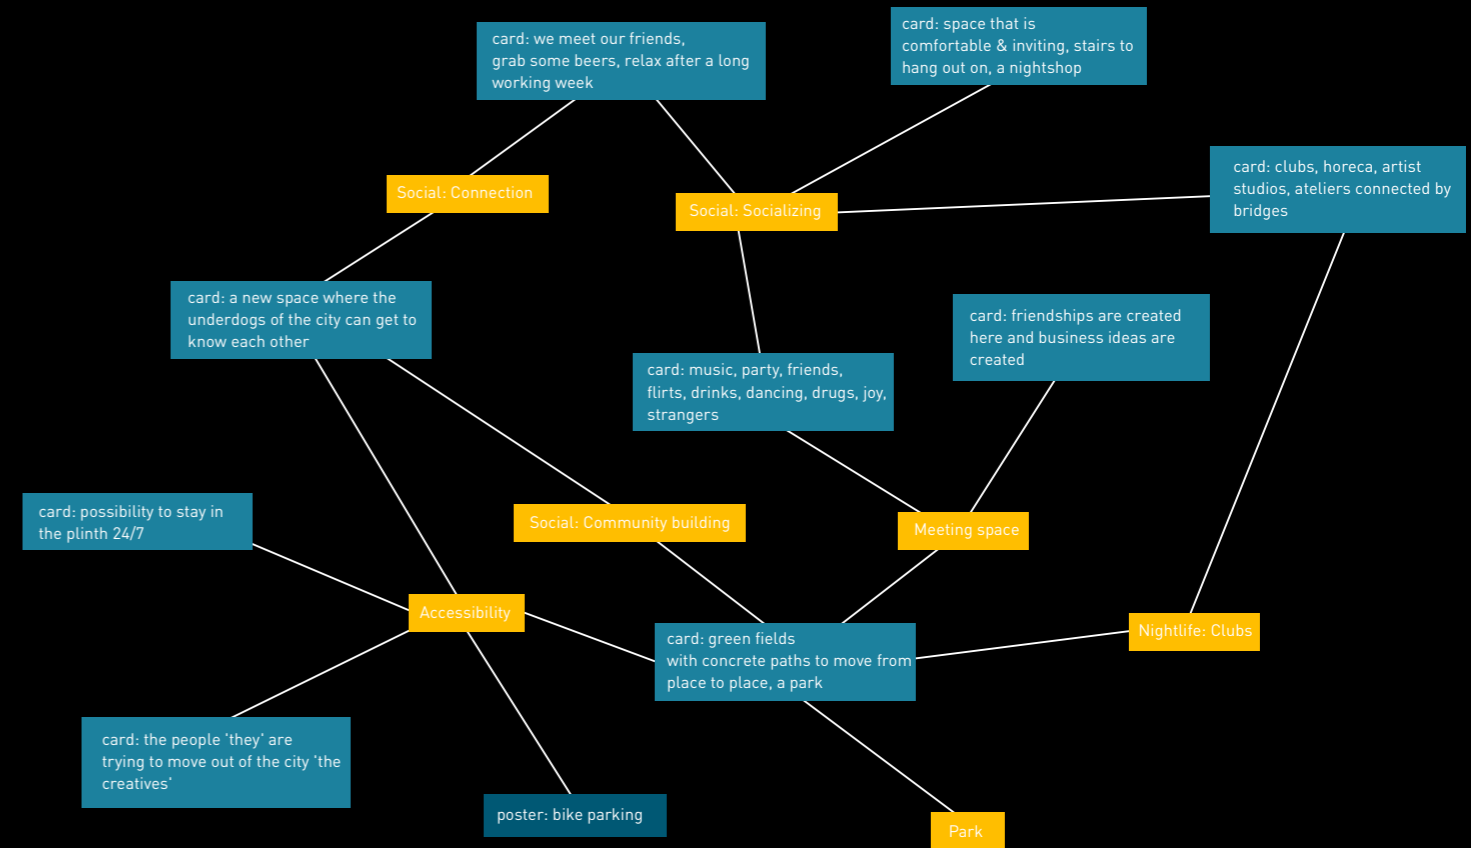 card: we meet our friends,
grab some beers, relax after a long
working week
card: space that is
comfortable & inviting, stairs to
hang out on, a nightshop
card: clubs, horeca, artist
studios, ateliers connected by
bridges
Social: Connection
Social: Socializing
card: a new space where the
underdogs of the city can get to
know each other
card: friendships are created
here and business ideas are
created
card: music, party, friends,
flirts, drinks, dancing, drugs, joy,
strangers
card: possibility to stay in
the plinth 24/7
Social: Community building
Meeting space
Accessibility
Nightlife: Clubs
card: green fields
with concrete paths to move from
place to place, a park
card: the people 'they' are
trying to move out of the city 'the
creatives'
poster: bike parking
Park